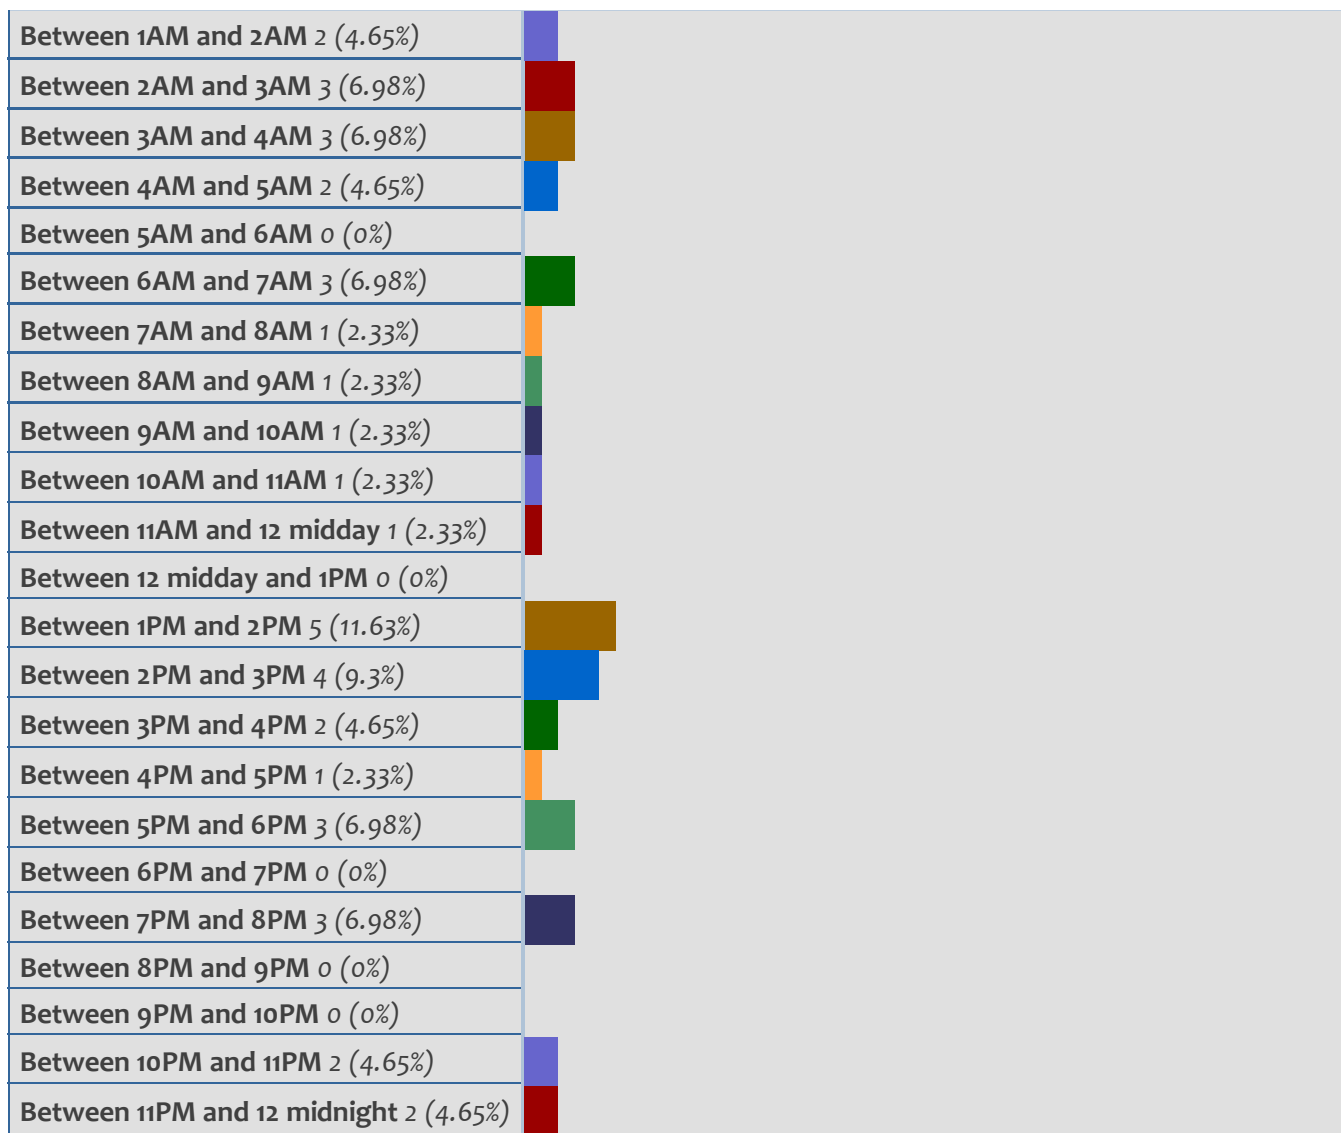 Between 1AM and 2AM 2 (4.65%)
Between 2AM and 3AM 3 (6.98%)
Between 3AM and 4AM 3 (6.98%)
Between 4AM and 5AM 2 (4.65%)
Between 5AM and 6AM 0 (0%)
Between 6AM and 7AM 3 (6.98%)
Between 7AM and 8AM 1 (2.33%)
Between 8AM and 9AM 1 (2.33%)
Between 9AM and 10AM 1 (2.33%)
Between 10AM and 11AM 1 (2.33%)
Between 11AM and 12 midday 1 (2.33%)
Between 12 midday and 1PM 0 (0%)
Between 1PM and 2PM 5 (11.63%)
Between 2PM and 3PM 4 (9.3%)
Between 3PM and 4PM 2 (4.65%)
Between 4PM and 5PM 1 (2.33%)
Between 5PM and 6PM 3 (6.98%)
Between 6PM and 7PM 0 (0%)
Between 7PM and 8PM 3 (6.98%)
Between 8PM and 9PM 0 (0%)
Between 9PM and 10PM 0 (0%)
Between 10PM and 11PM 2 (4.65%)
Between 11PM and 12 midnight 2 (4.65%)